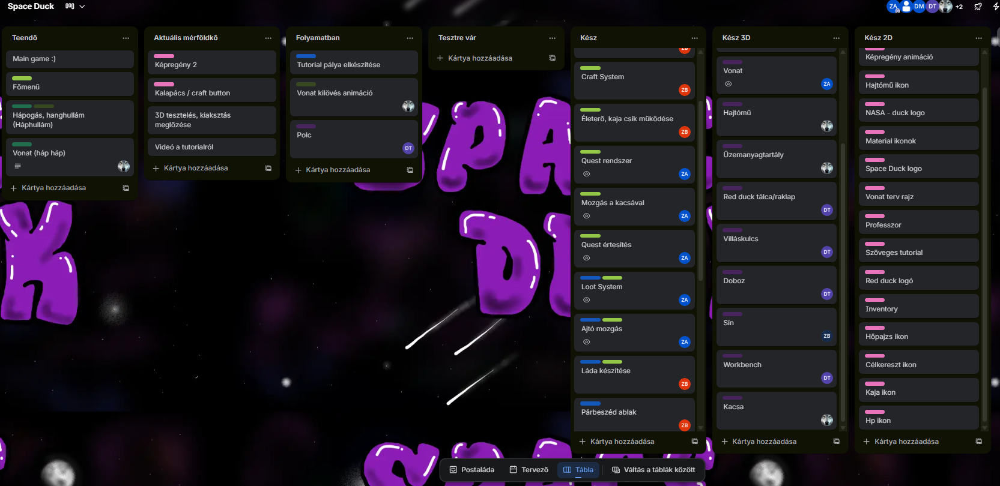 Space Duck
ZA
DM
DT
+2
Teendő
Main game :)
Főmenű
Hápogás, hanghullám
(Háphullám)
Vonat (háp háp)
Kártya hozzáadása
Aktuális mérföldkő
Képregény 2
Kalapács / craft button
3D tesztelés, kiaksztás
meglőzése
Videó a tutorialról
Kártya hozzáadása
Folyamatban
Tutorial pálya elkészítése
Vonat kilövés animáció
Polc
DT
Kártya hozzáadása
Tesztre vár
Kártya hozzáadása
Kész
ZB
Craft System
ZB
Életerő, kaja csík működése
ZB
Quest rendszer
ZA
Mozgás a kacsával
ZA
Quest értesítés
ZA
Loot System
ZA
Ajtó mozgás
ZA
Láda készítése
ZB
Párbeszéd ablak
ZB
Kártya hozzáadása
Kész 3D
Vonat
ZA
Hajtómű
Üzemanyagtartály
Red duck tálca/raklap
DT
Villáskulcs
DT
Doboz
DT
Sín
ZB
Workbench
DT
Kacsa
Kártya hozzáadása
Kész 2D
Képregény animáció
Hajtómű ikon
NASA - duck logo
Material ikonok
Space Duck logo
Vonat terv rajz
Professzor
Szöveges tutorial
Red duck logó
Inventory
Hőpajzs ikon
Célkereszt ikon
Kaja ikon
Hp ikon
Kártya hozzáadása
Postaláda
Tervező
Tábla
Váltás a táblák között